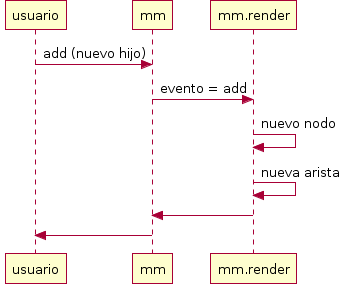 usuario
mm
mm.render
add (nuevo hijo)
evento = add
nuevo nodo
nueva arista
usuario
mm
mm.render